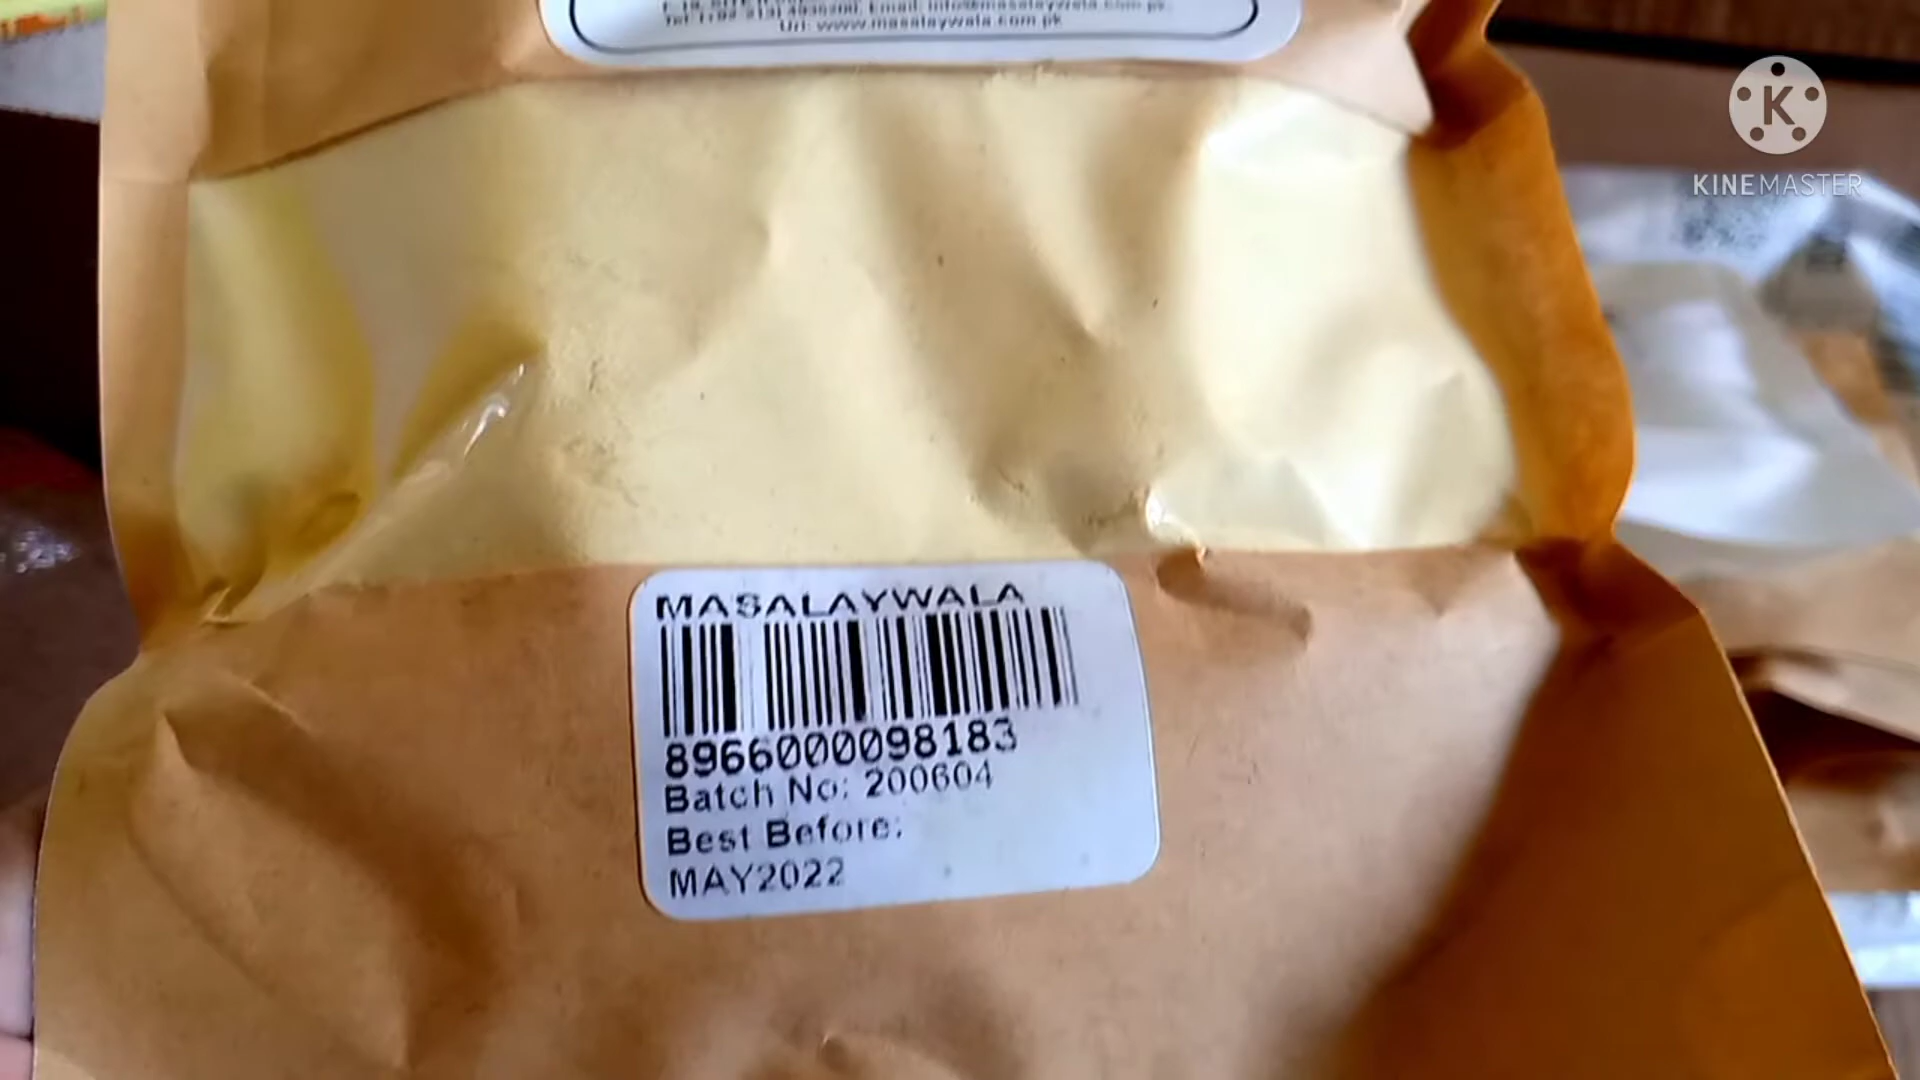 Url: www.masalaywala.com.pk
KINEMASTER
MASALAYWALA
8966000098183
Batch No: 200604
Best Before:
MAY2022